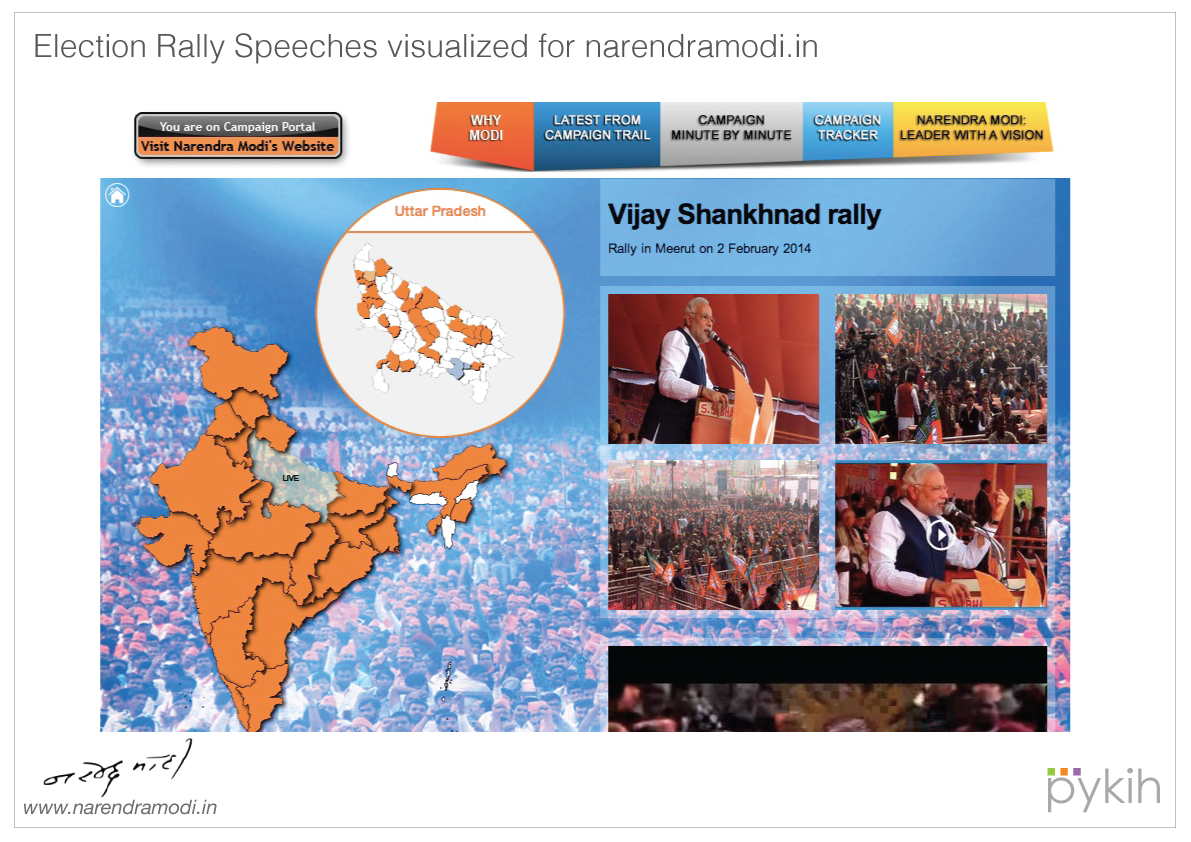 Election Rally Speeches visualized for narendramodi.in
You are on Campaign Portal
Visit Narendra Modi's Website
WHY
MODI
LATEST FROM
CAMPAIGN TRAIL
CAMPAIGN
MINUTE BY MINUTE
CAMPAIGN
TRACKER
NARENDRA MODI:
LEADER WITH A VISION
Uttar Pradesh
LIVE
Vijay Shankhnad rally
Rally in Meerut on 2 February 2014
नरेन्द्र मोदी
www.narendramodi.in
pykih